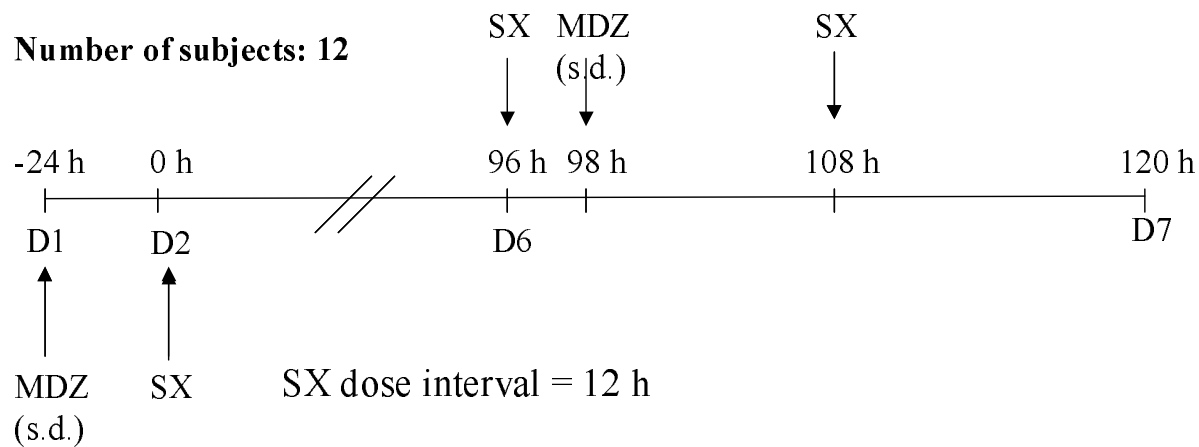 Number of subjects: 12
SX MDZ (s.d.) SX
-24 h 0 h 96 h 98 h 108 h 120 h
D1 D2 D6 D7
MDZ (s.d.) SX SX dose interval = 12 h